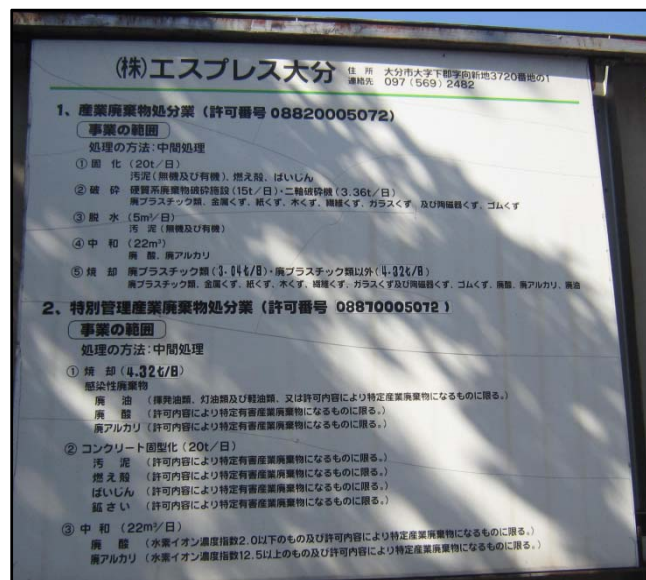 (株)エスプレス大分 住所 大分市大字下郡字向新地3720番地の1
連絡先 097(569)2482
1、産業廃棄物処分業(許可番号 08820005072)
事業の範囲
処理の方法:中間処理
① 固化(20t/日)
汚泥(無機及び有機)、燃え殻、ばいじん
② 破砕 硬質系廃棄物破砕施設(15t/日)・二軸破砕機(3.36t/日)
廃プラスチック類、金属くず、紙くず、木くず、繊維くず、ガラスくず及び陶磁器くず、ゴムくず
③ 脱水(5m³/日)
汚泥(無機及び有機)
④ 中和(22m³)
廃酸、廃アルカリ
⑤ 焼却 廃プラスチック類(3.04t/日)・廃プラスチック類以外(4.32t/日)
廃プラスチック類、金属くず、紙くず、木くず、繊維くず、ガラスくず及び陶磁器くず、ゴムくず、廃酸、廃アルカリ、廃油
2、特別管理産業廃棄物処分業(許可番号 08870005072)
事業の範囲
処理の方法:中間処理
① 焼却(4.32t/日)
感染性廃棄物
廃油(揮発油類、灯油類及び軽油類、又は許可内容により特定産業廃棄物になるものに限る。)
廃酸(許可内容により特定有害産業廃棄物になるものに限る。)
廃アルカリ(許可内容により特定有害産業廃棄物になるものに限る。)
② コンクリート固型化(20t/日)
汚泥(許可内容により特定有害産業廃棄物になるものに限る。)
燃え殻(許可内容により特定有害産業廃棄物になるものに限る。)
ばいじん(許可内容により特定有害産業廃棄物になるものに限る。)
鉱さい(許可内容により特定有害産業廃棄物になるものに限る。)
③ 中和(22m³/日)
廃酸(水素イオン濃度指数2.0以下のもの及び許可内容により特定産業廃棄物に限る。)
廃アルカリ(水素イオン濃度指数12.5以上のもの及び許可内容により特定産業廃棄物に限る。)